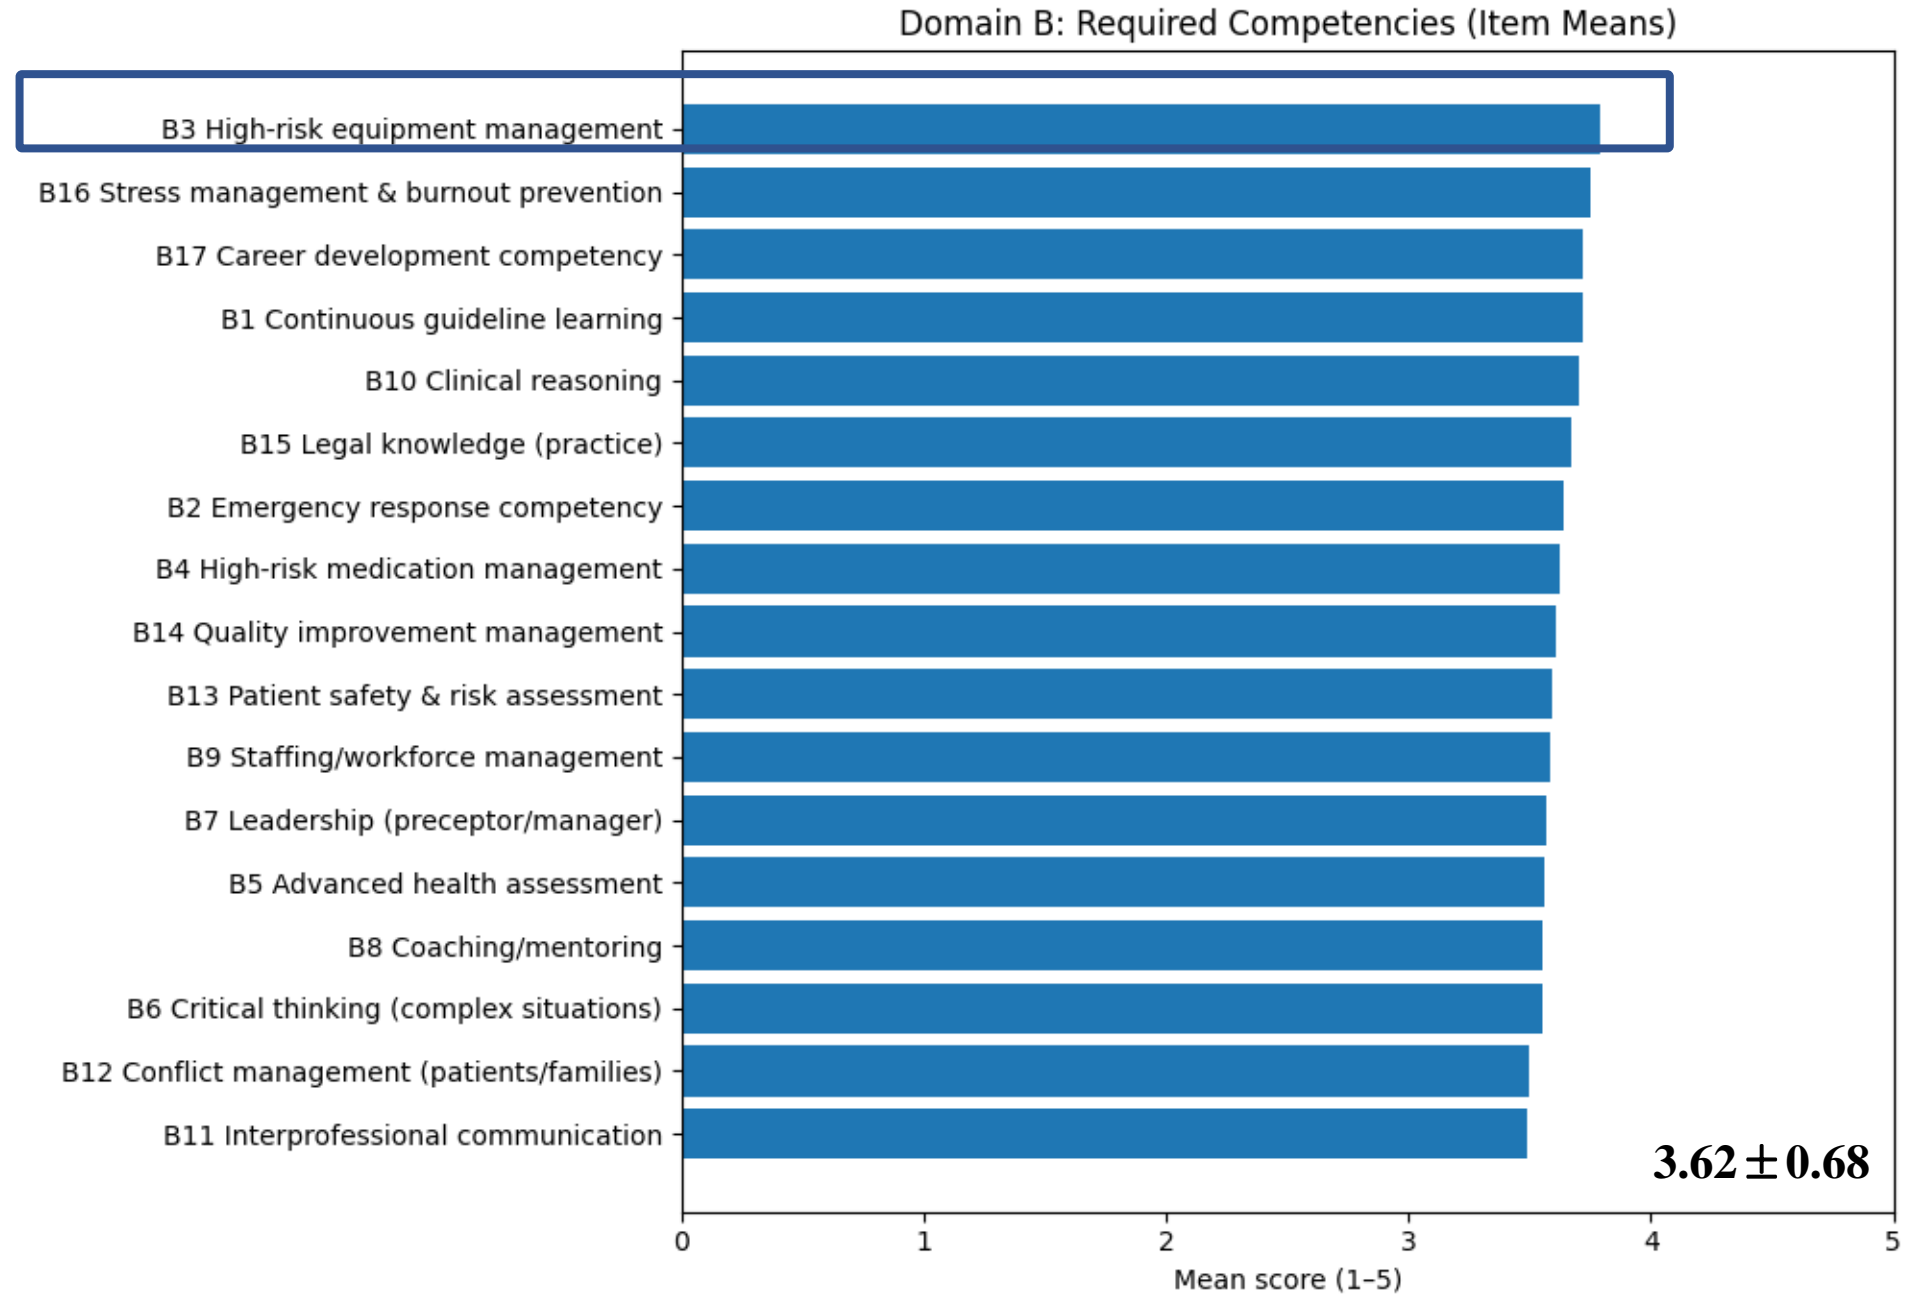 Domain B: Required Competencies (Item Means)
B3 High-risk equipment management
B16 Stress management & burnout prevention
B17 Career development competency
B1 Continuous guideline learning
B10 Clinical reasoning
B15 Legal knowledge (practice)
B2 Emergency response competency
B4 High-risk medication management
B14 Quality improvement management
B13 Patient safety & risk assessment
B9 Staffing/workforce management
B7 Leadership (preceptor/manager)
B5 Advanced health assessment
B8 Coaching/mentoring
B6 Critical thinking (complex situations)
B12 Conflict management (patients/families)
B11 Interprofessional communication
3.62±0.68
0 1 2 3 4 5
Mean score (1–5)